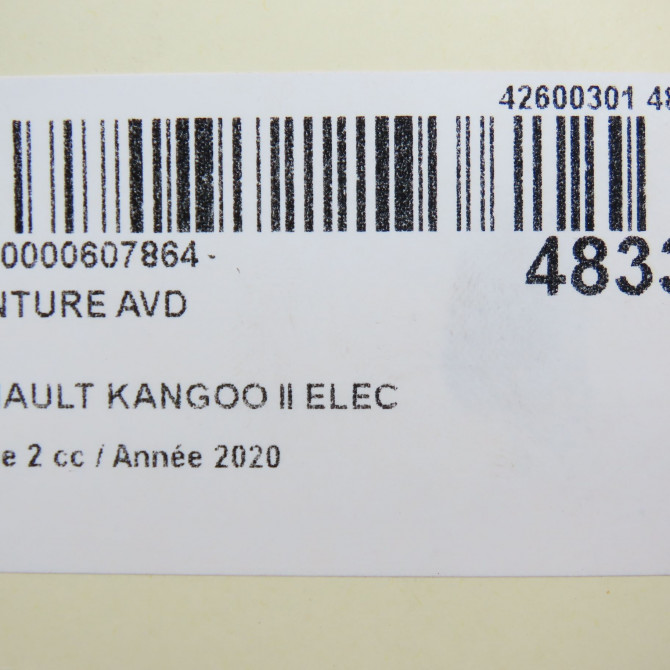 42600301 48
0000607864 -
4833
NTURE AVD
AULT KANGOO II ELEC
e 2 cc / Année 2020